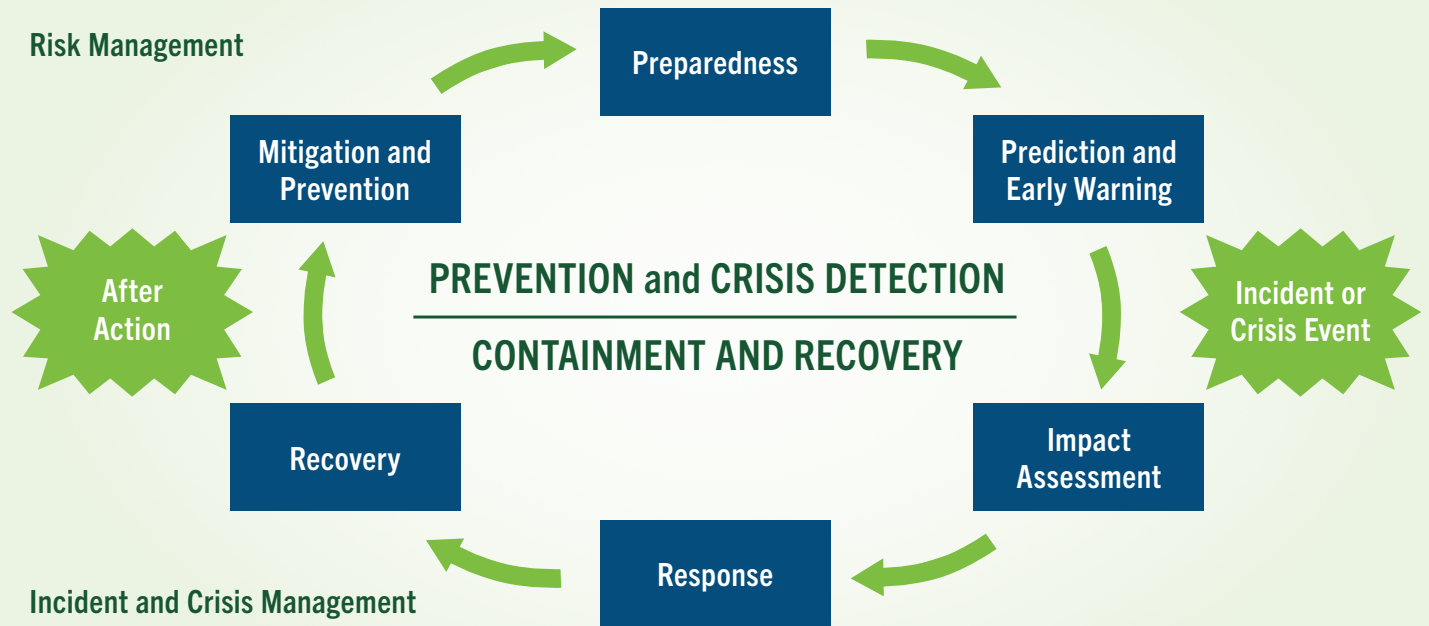 Risk Management
Preparedness
Mitigation and
Prevention
Prediction and
Early Warning
After
Action
PREVENTION and CRISIS DETECTION
CONTAINMENT AND RECOVERY
Incident or
Crisis Event
Recovery
Impact
Assessment
Response
Incident and Crisis Management